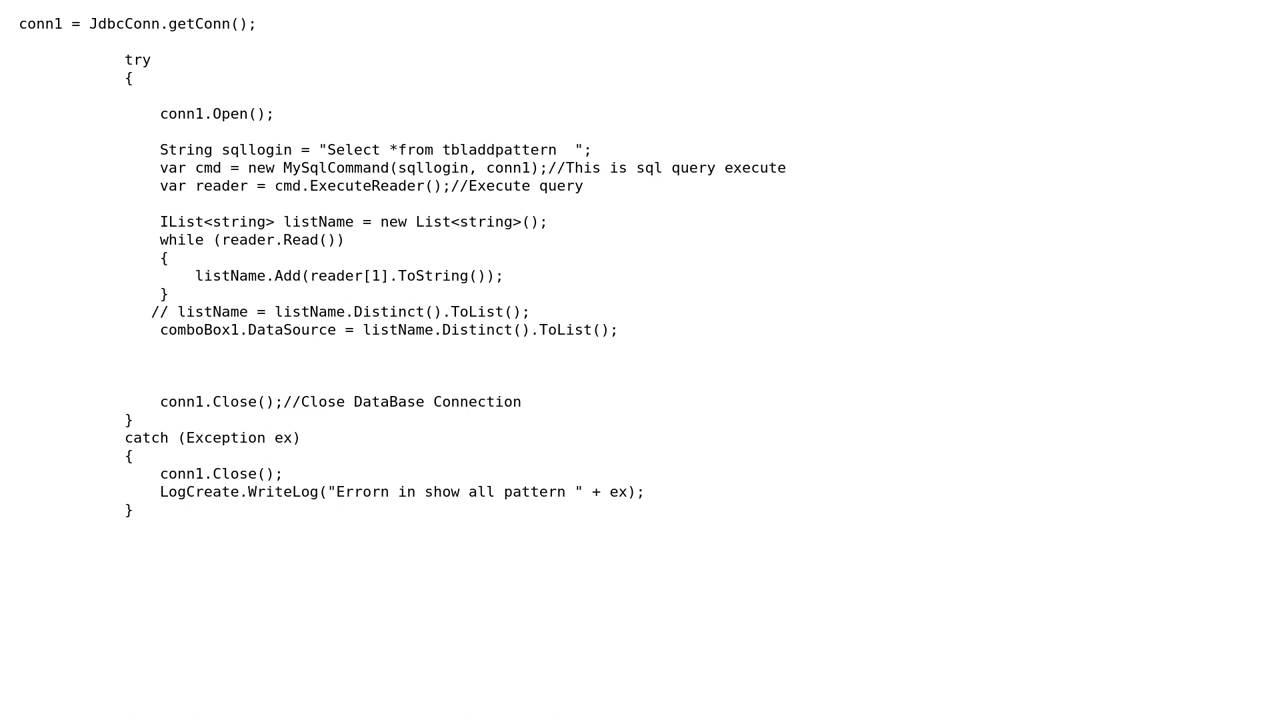 conn1 = JdbcConn.getConn();
try
{
conn1.Open();
String sqllogin = "Select *from tbladdpattern  ";
var cmd = new MySqlCommand(sqllogin, conn1);//This is sql query execute
var reader = cmd.ExecuteReader();//Execute query
IList<string> listName = new List<string>();
while (reader.Read())
{
listName.Add(reader[1].ToString());
}
// listName = listName.Distinct().ToList();
comboBox1.DataSource = listName.Distinct().ToList();
conn1.Close();//Close DataBase Connection
}
catch (Exception ex)
{
conn1.Close();
LogCreate.WriteLog("Errorn in show all pattern " + ex);
}